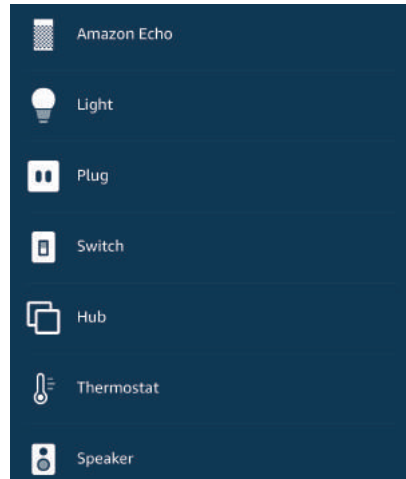 Amazon Echo
Light
Plug
Switch
Hub
Thermostat
Speaker